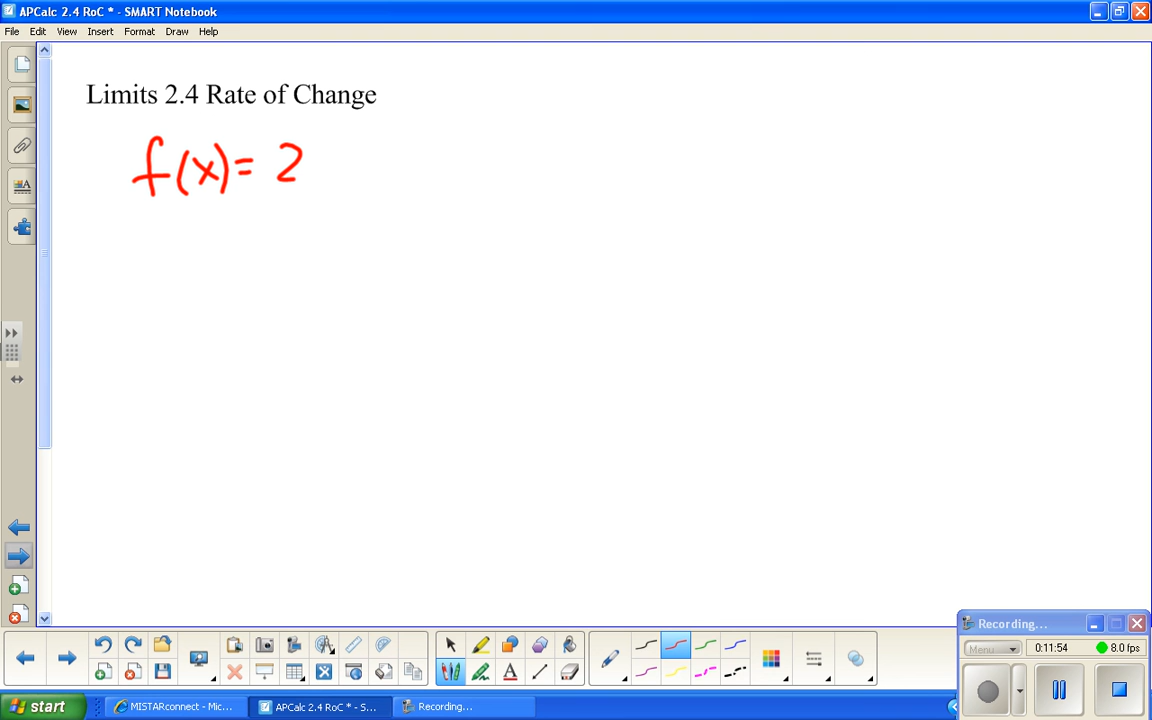 APCalc 2.4 RoC * - SMART Notebook
File Edit View Insert Format Draw Help
Limits 2.4 Rate of Change
f(x)= 2
Recording...
Menu 0:11:54 8.0 fps
start MISTARconnect - Mic... APCalc 2.4 RoC * - S... Recording...